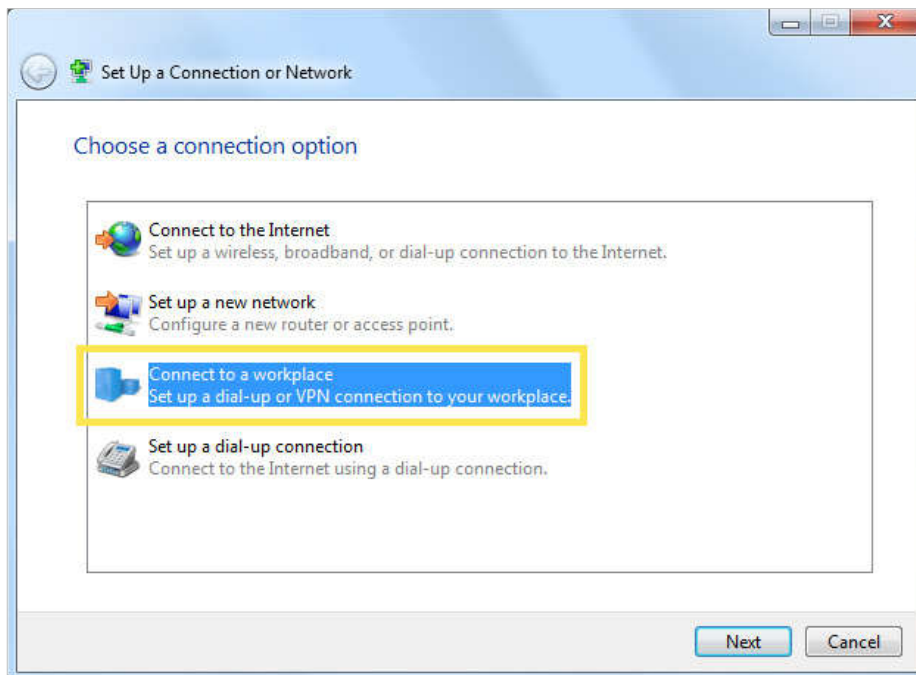 Set Up a Connection or Network
Choose a connection option
Connect to the Internet
Set up a wireless, broadband, or dial-up connection to the Internet.
Set up a new network
Configure a new router or access point.
Connect to a workplace
Set up a dial-up or VPN connection to your workplace.
Set up a dial-up connection
Connect to the Internet using a dial-up connection.
Next
Cancel